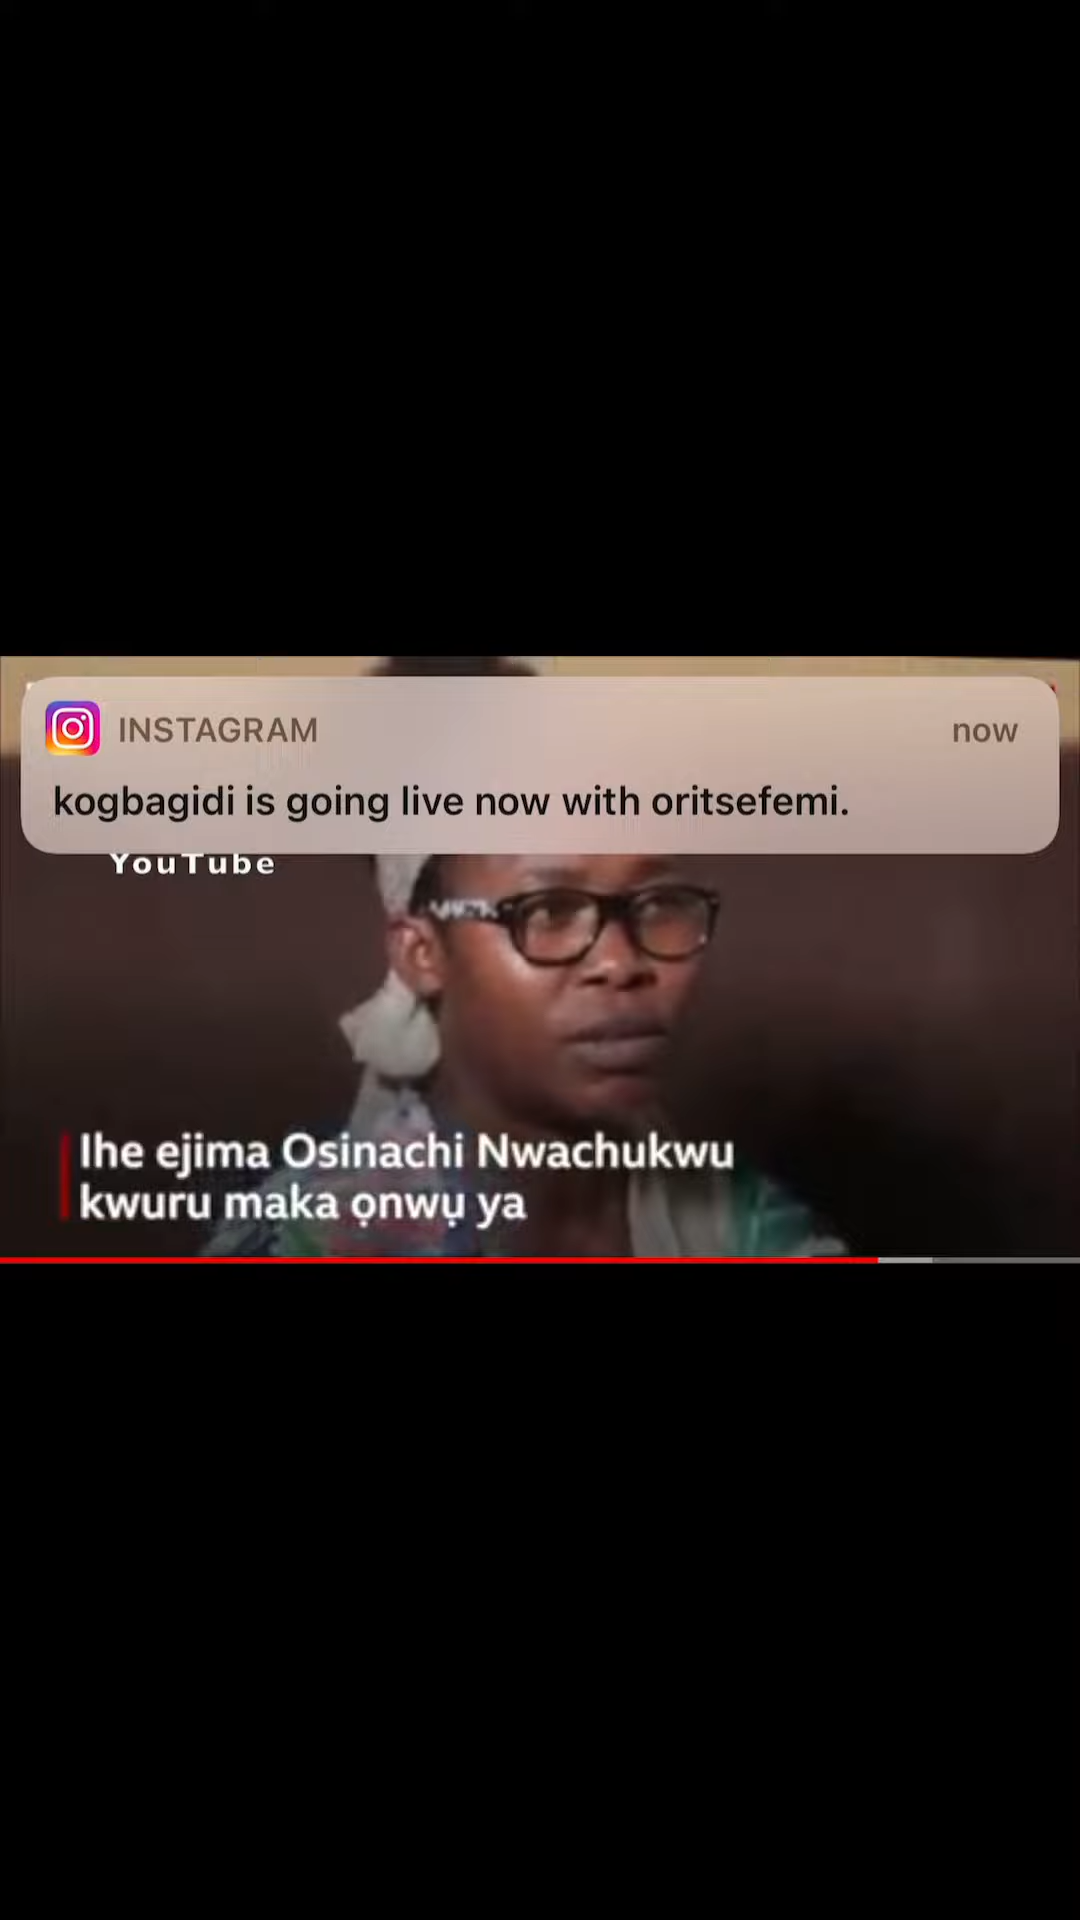 INSTAGRAM now
kogbagidi is going live now with oritsefemi.
YouTube
Ihe ejima Osinachi Nwachukwu
kwuru maka ọnwụ ya